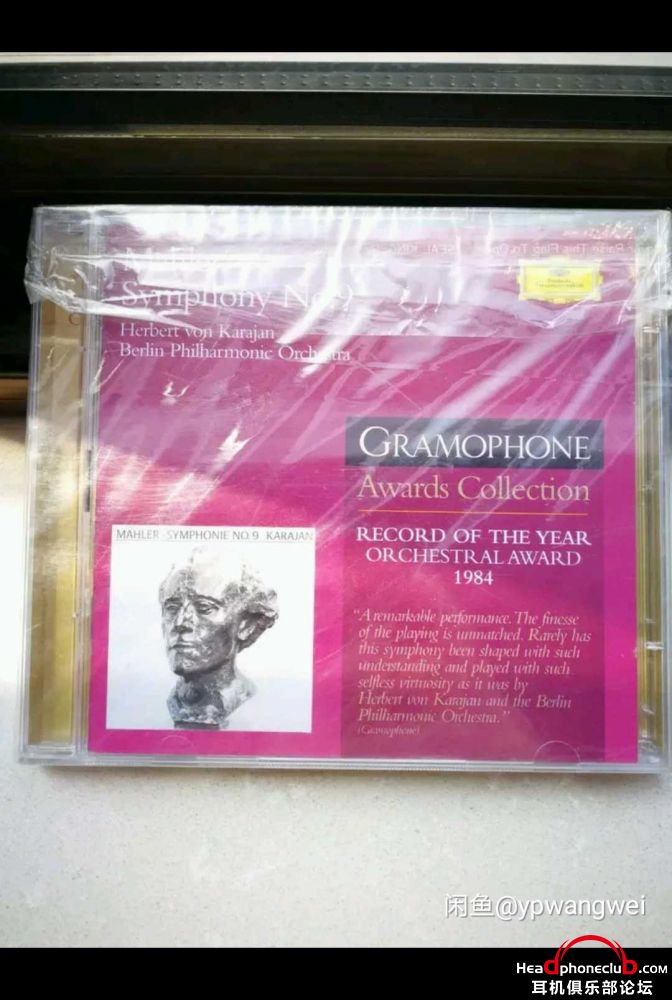 Mahler
Symphony No. 9
Herbert von Karajan
Berlin Philharmonic Orchestra
GRAMOPHONE
Awards Collection
RECORD OF THE YEAR
ORCHESTRAL AWARD
1984
MAHLER · SYMPHONIE NO. 9 · KARAJAN
“A remarkable performance. The finesse
of the playing is unmatched. Rarely has
this symphony been shaped with such
understanding and played with such
selfless virtuosity as it was by
Herbert von Karajan and the Berlin
Philharmonic Orchestra.”
(Gramophone)
闲鱼@ypwangwei
HeadphoneclubD.com
耳机俱乐部论坛